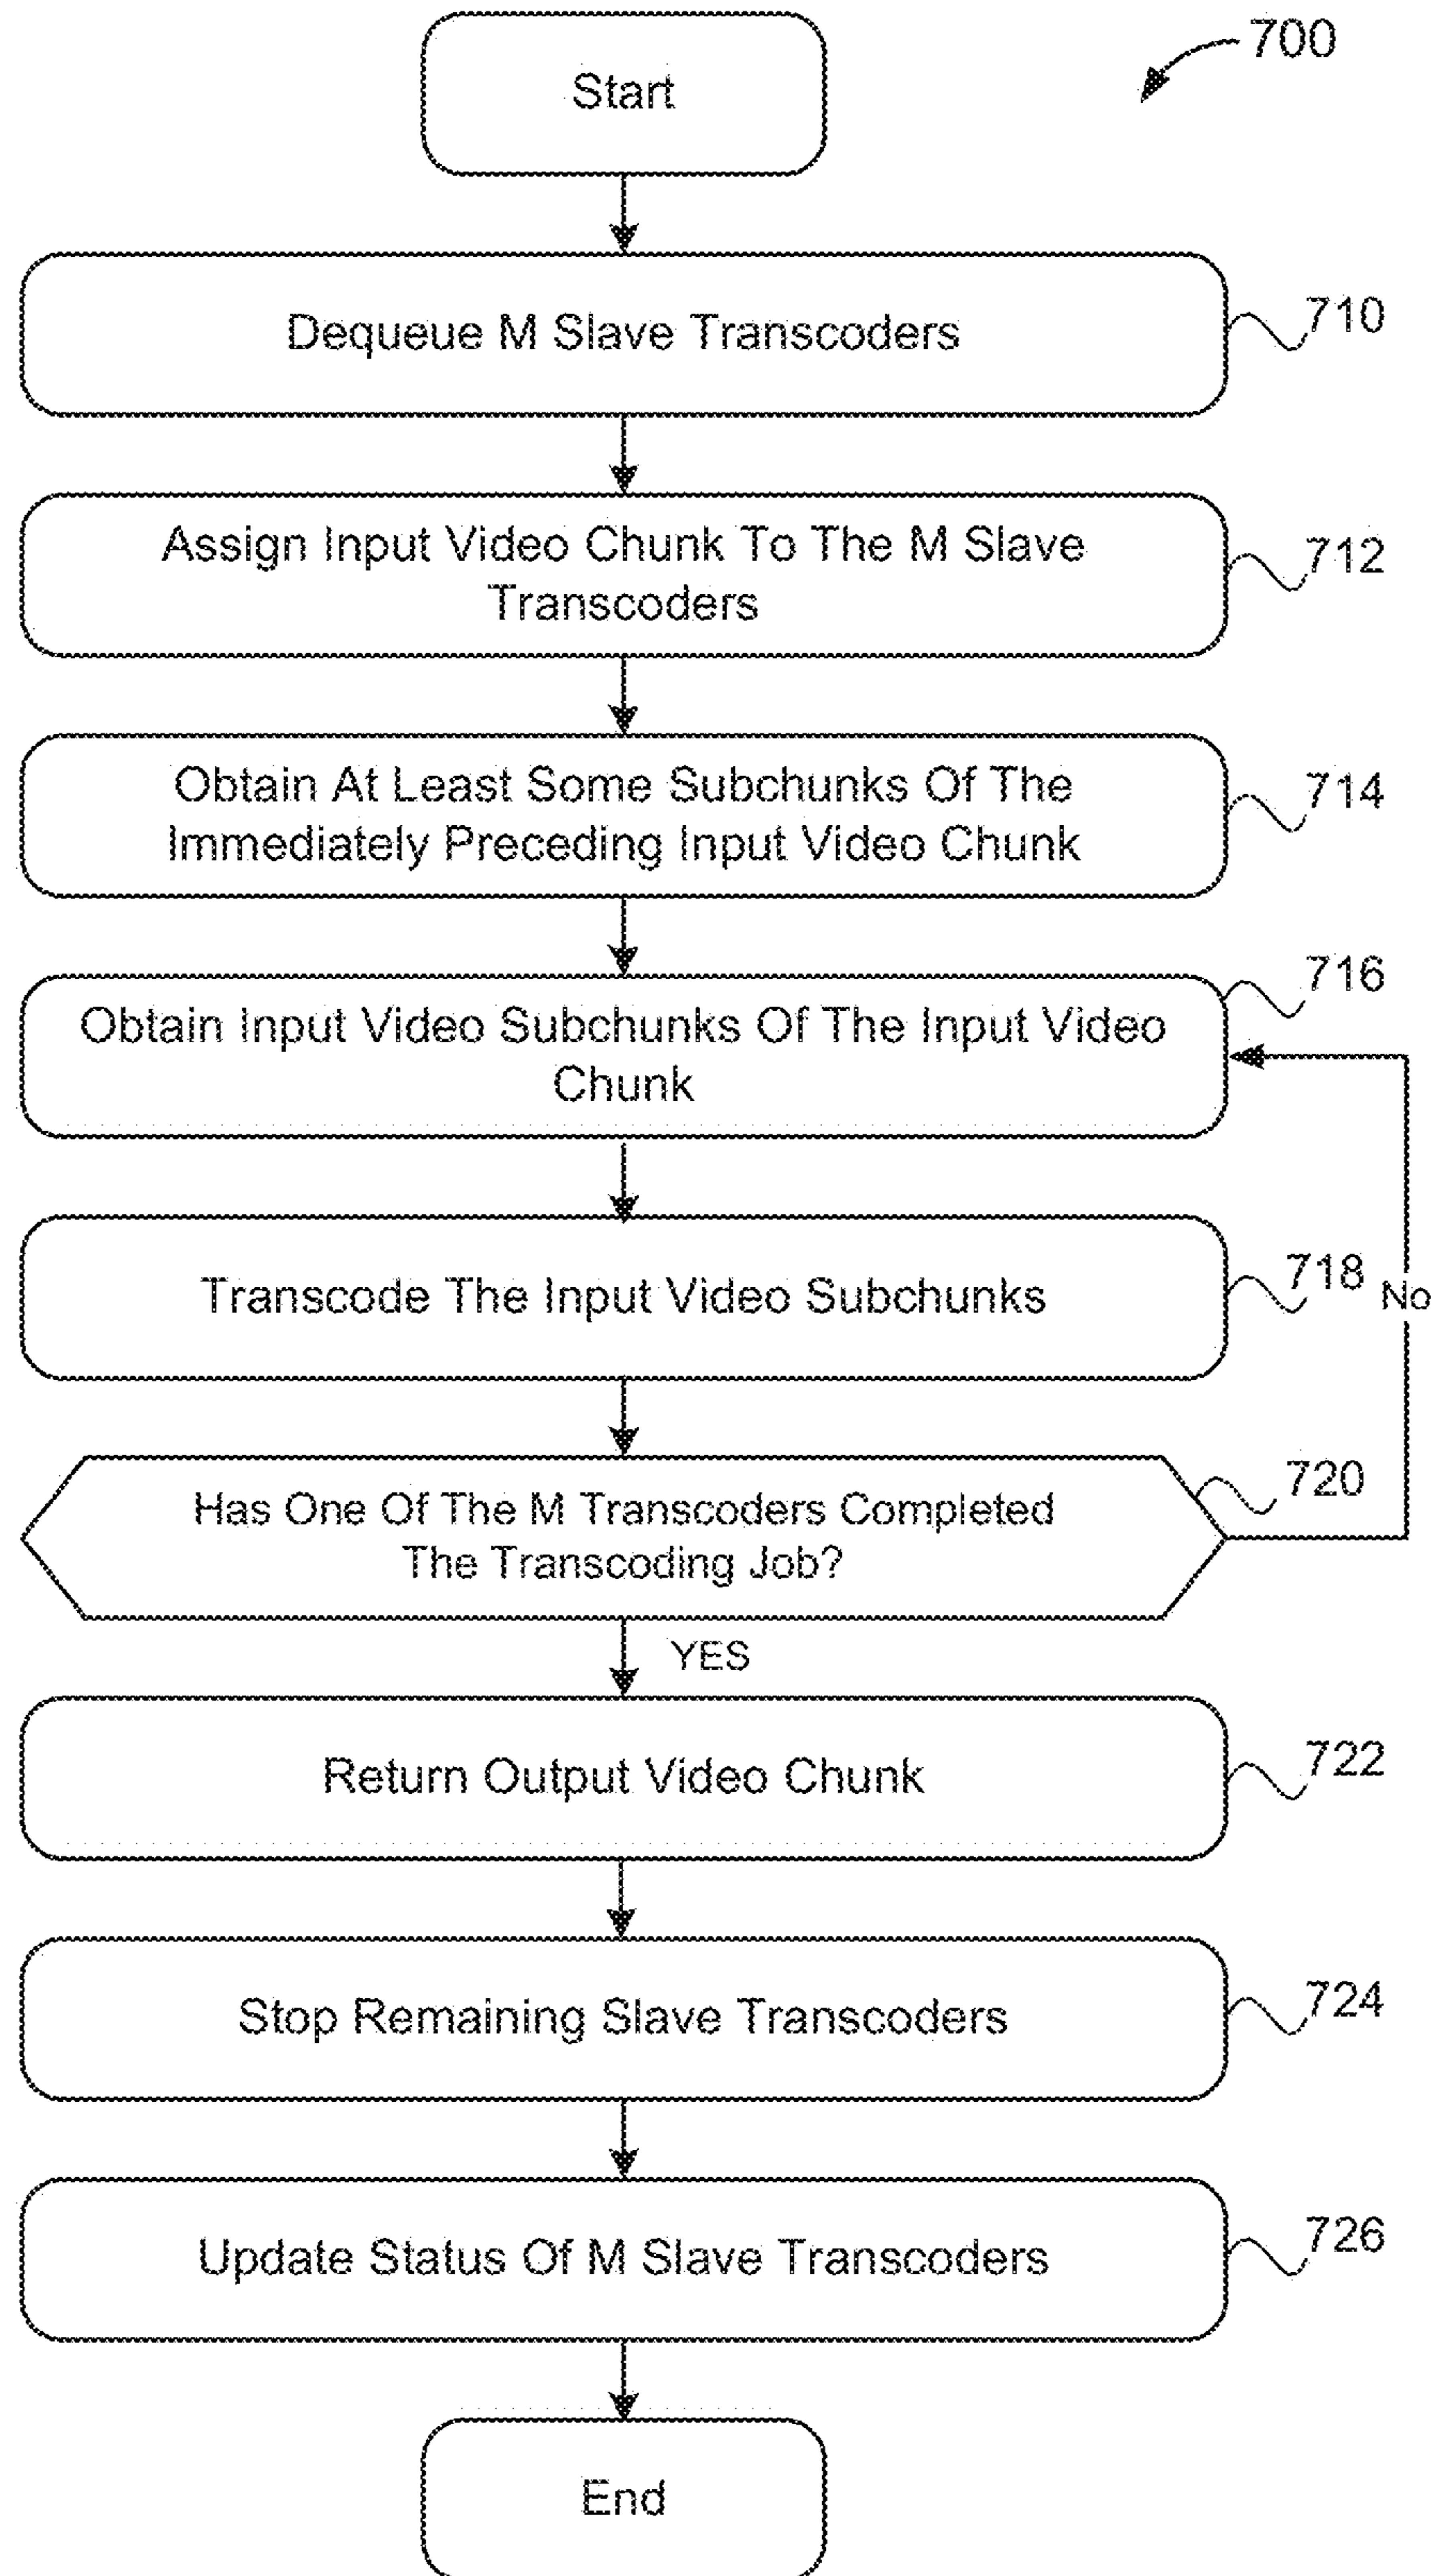 700
Start
Dequeue M Slave Transcoders
710
Assign Input Video Chunk To The M Slave
Transcoders
712
Obtain At Least Some Subchunks Of The
Immediately Preceding Input Video Chunk
714
Obtain Input Video Subchunks Of The Input Video
Chunk
716
Transcode The Input Video Subchunks
718
No
Has One Of The M Transcoders Completed
The Transcoding Job?
720
YES
Return Output Video Chunk
722
Stop Remaining Slave Transcoders
724
Update Status Of M Slave Transcoders
726
End